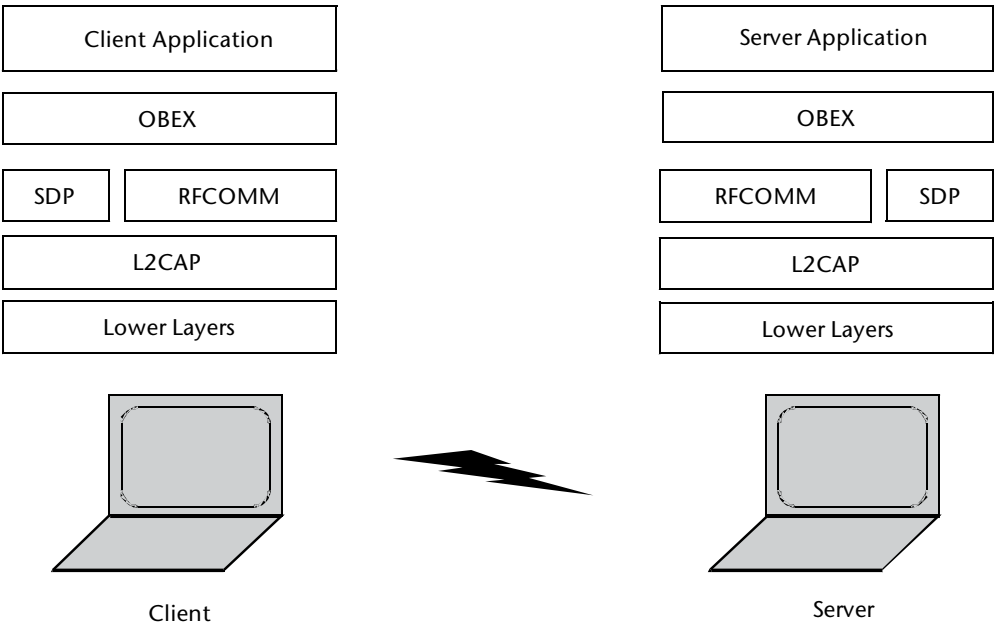 Client Application
Server Application
OBEX
OBEX
SDP
RFCOMM
RFCOMM
SDP
L2CAP
L2CAP
Lower Layers
Lower Layers
Client
Server